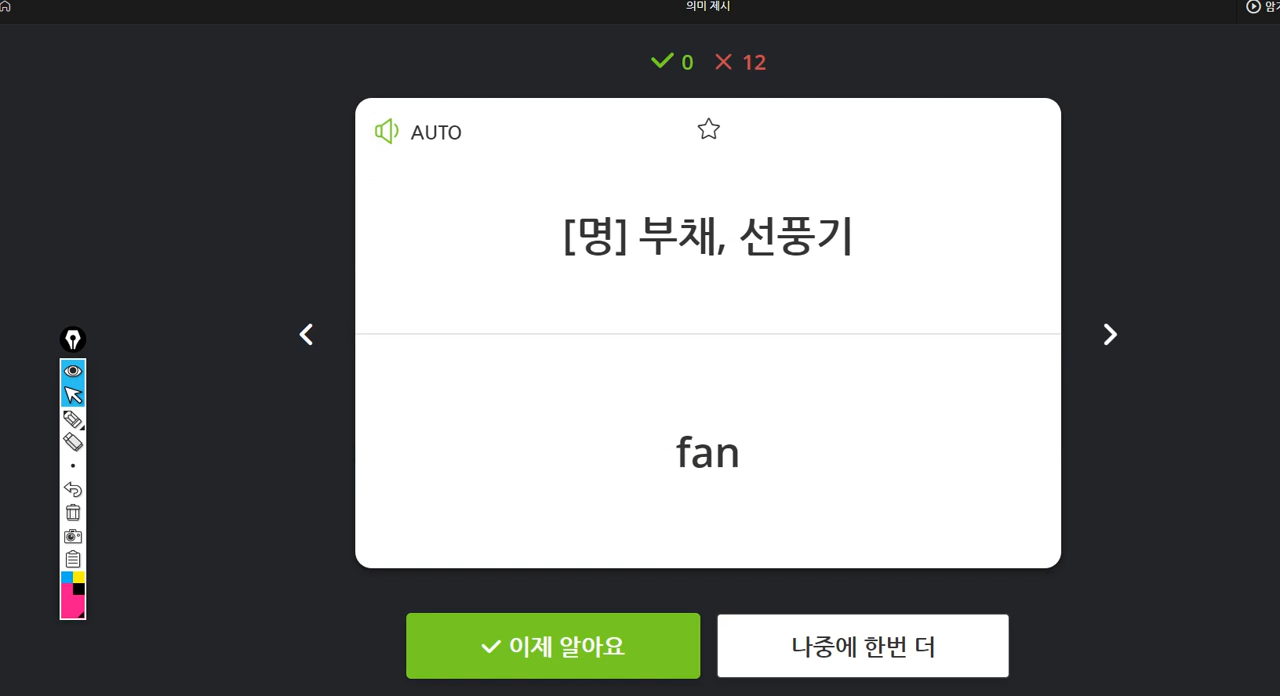 의미 제시
0 12
AUTO
[명] 부채, 선풍기
fan
이제 알아요
나중에 한번 더